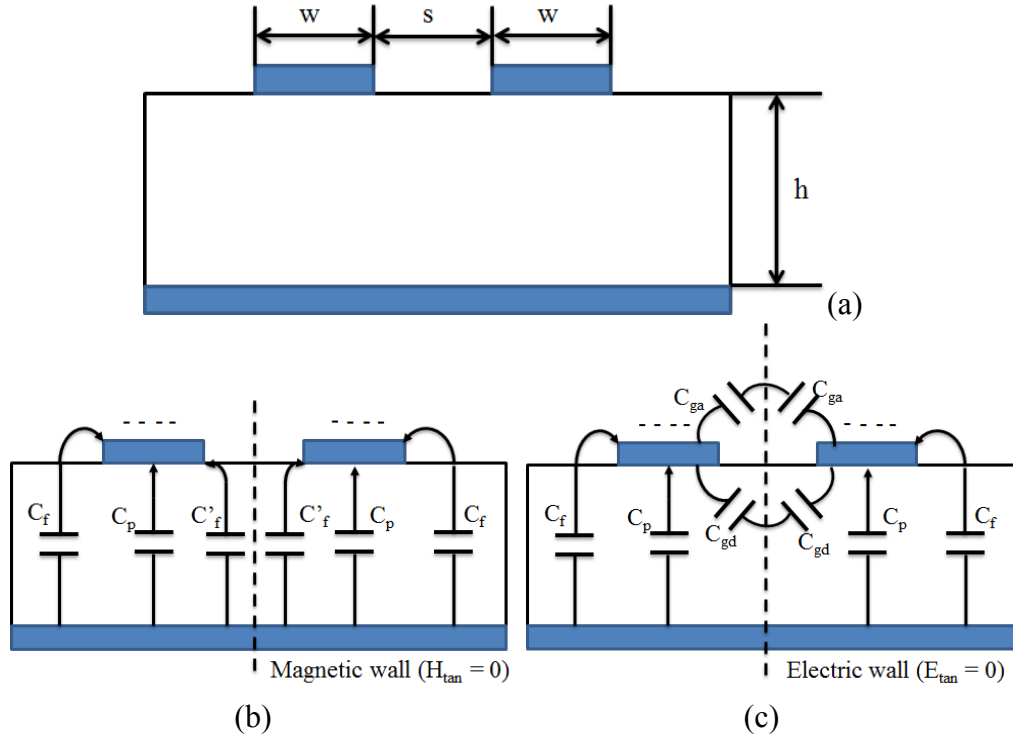 w s w
h
(a)
C_ga C_ga
- - - - - - - -
- - - - - - - -
C_f C_p C'_f C'_f C_p C_f
C_f C_p C_gd C_gd C_p C_f
Magnetic wall (H_tan = 0)
Electric wall (E_tan = 0)
(b)
(c)